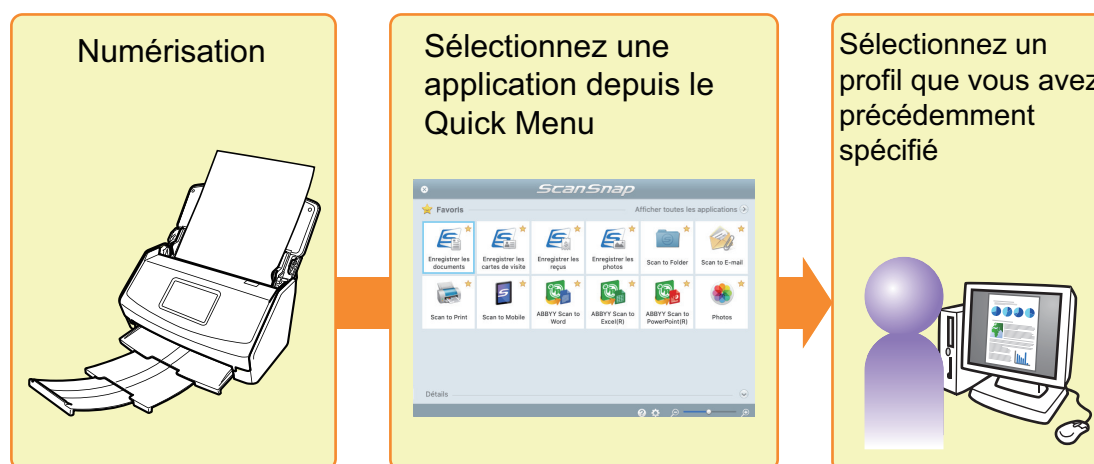 Numérisation
Sélectionnez une
application depuis le
Quick Menu
ScanSnap
Favoris
Afficher toutes les applications
Enregistrer les
documents
Enregistrer les
cartes de visite
Enregistrer les
reçus
Enregistrer les
photos
Scan to Folder
Scan to E-mail
Scan to Print
Scan to Mobile
ABBYY Scan to
Word
ABBYY Scan to
Excel(R)
ABBYY Scan to
PowerPoint(R)
Photos
Détails
Sélectionnez un
profil que vous avez
précédemment
spécifié